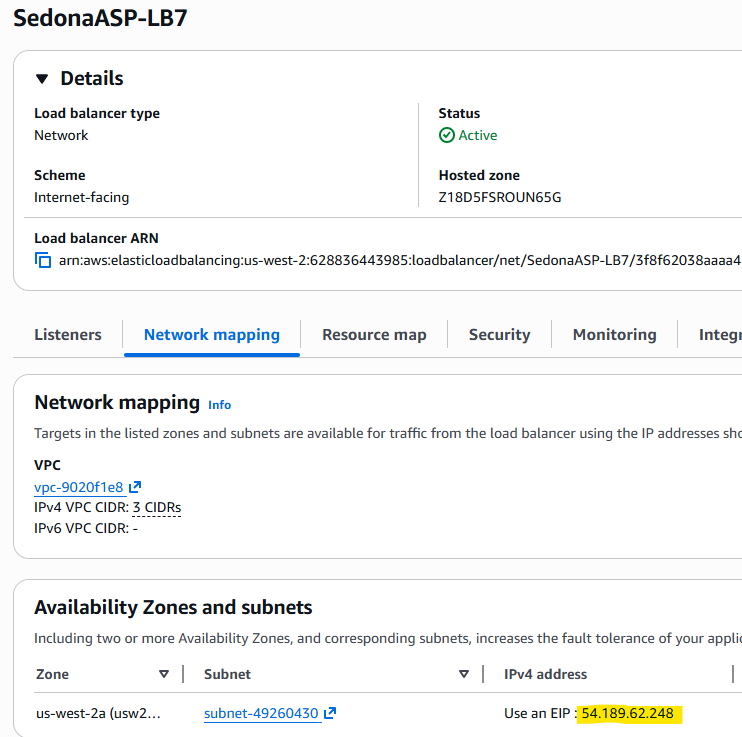 SedonaASP-LB7
Details
Load balancer type
Network
Status
Active
Scheme
Internet-facing
Hosted zone
Z18D5FSROUN65G
Load balancer ARN
arn:aws:elasticloadbalancing:us-west-2:628836443985:loadbalancer/net/SedonaASP-LB7/3f8f62038aaaa4
Listeners Network mapping Resource map Security Monitoring Integr
Network mapping Info
Targets in the listed zones and subnets are available for traffic from the load balancer using the IP addresses sho
VPC
vpc-9020f1e8
IPv4 VPC CIDR: 3 CIDRs
IPv6 VPC CIDR: -
Availability Zones and subnets
Including two or more Availability Zones, and corresponding subnets, increases the fault tolerance of your applic
Zone Subnet IPv4 address
us-west-2a (usw2... subnet-49260430 Use an EIP : 54.189.62.248